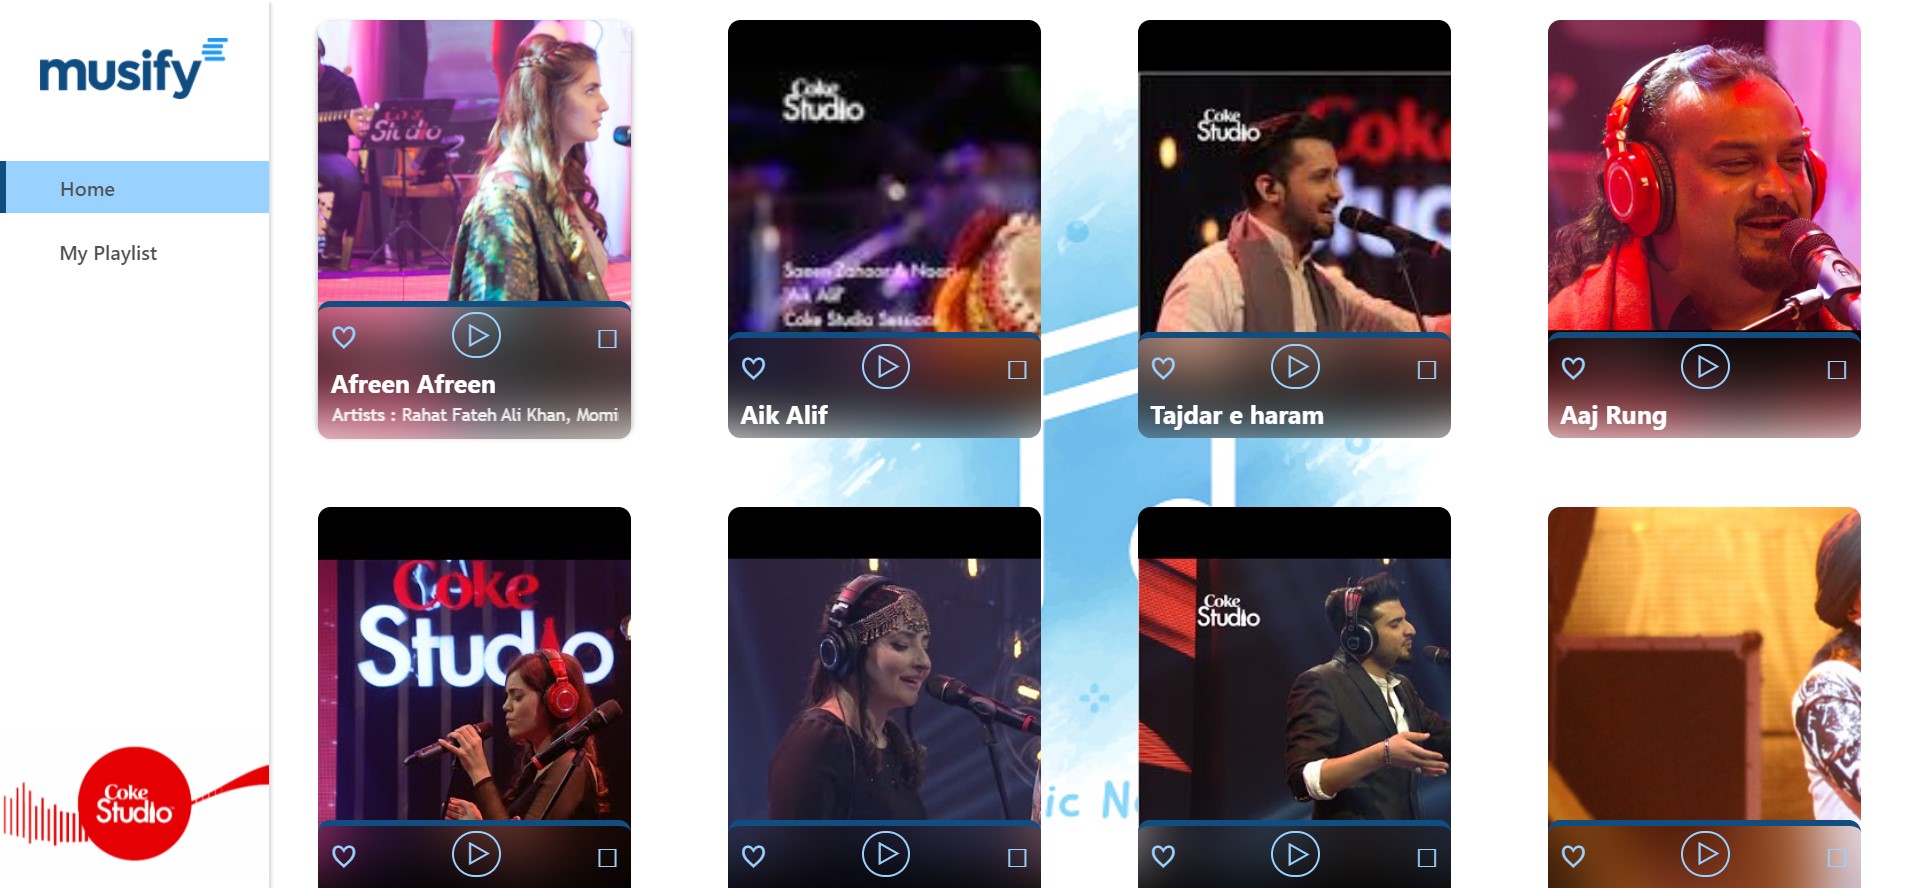 musify
Home
My Playlist
Coke
Studio
Coke
Studio
Afreen Afreen
Artists : Rahat Fateh Ali Khan, Momi
Coke
Studio
Saeen Zahoor & Noori
"Aik Alif"
Coke Studio Sessions
Aik Alif
Coke
Studio
Coke
Tajdar e haram
Aaj Rung
Coke
Studio
Coke
Studio
ic N